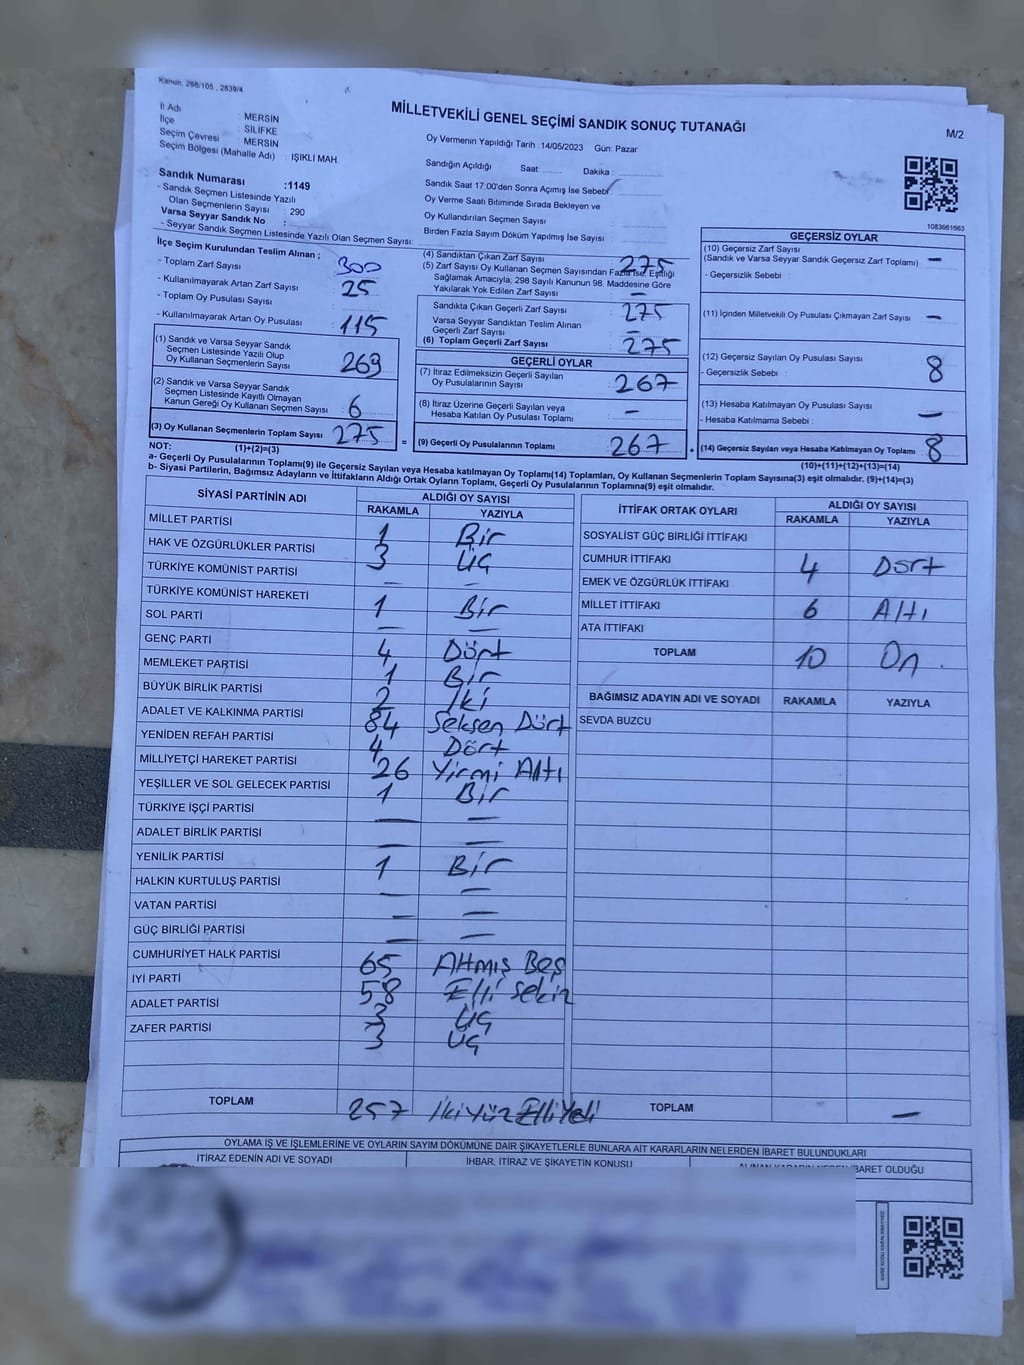 Kanun, 298/105 , 2839/4
MİLLETVEKİLİ GENEL SEÇİMİ SANDIK SONUÇ TUTANAĞI
M/2
İl Adı : MERSİN
İlçe : SİLİFKE
Seçim Çevresi : MERSİN
Seçim Bölgesi (Mahalle Adı) : IŞIKLI MAH.
Oy Vermenin Yapıldığı Tarih :14/05/2023 Gün: Pazar
Sandığın Açıldığı Saat: Dakika :
Sandık Saat 17:00'den Sonra Açımış İse Sebebi
Oy Verme Saati Bitiminde Sırada Bekleyen ve
Oy Kullandırılan Seçmen Sayısı
Birden Fazla Sayım Döküm Yapılmış İse Sayısı
Sandık Numarası :1149
- Sandık Seçmen Listesinde Yazılı
Olan Seçmenlerin Sayısı : 290
Varsa Seyyar Sandık No :
- Seyyar Sandık Seçmen Listesinde Yazılı Olan Seçmen Sayısı:
1083661663
İlçe Seçim Kurulundan Teslim Alınan ;
- Toplam Zarf Sayısı 300
- Kullanılmayarak Artan Zarf Sayısı 25
- Toplam Oy Pusulası Sayısı
- Kullanılmayarak Artan Oy Pusulası 115
(1) Sandık ve Varsa Seyyar Sandık
Seçmen Listesinde Yazılı Olup
Oy Kullanan Seçmenlerin Sayısı 269
(2) Sandık ve Varsa Seyyar Sandık
Seçmen Listesinde Kayıtlı Olmayan
Kanun Gereği Oy Kullanan Seçmen Sayısı 6
(3) Oy Kullanan Seçmenlerin Toplam Sayısı 275
(4) Sandıktan Çıkan Zarf Sayısı 275
(5) Zarf Sayısı Oy Kullanan Seçmen Sayısından Fazla İse, Eşitliği
Sağlamak Amacıyla; 298 Sayılı Kanunun 98. Maddesine Göre
Yakılarak Yok Edilen Zarf Sayısı –
Sandıkta Çıkan Geçerli Zarf Sayısı 275
Varsa Seyyar Sandıktan Teslim Alınan
Geçerli Zarf Sayısı –
(6) Toplam Geçerli Zarf Sayısı 275
GEÇERLİ OYLAR
(7) İtiraz Edilmeksizin Geçerli Sayılan
Oy Pusulalarının Sayısı 267
(8) İtiraz Üzerine Geçerli Sayılan veya
Hesaba Katılan Oy Pusulası Toplamı –
= (9) Geçerli Oy Pusulalarının Toplamı 267
GEÇERSİZ OYLAR
(10) Geçersiz Zarf Sayısı
(Sandık ve Varsa Seyyar Sandık Geçersiz Zarf Toplamı) –
- Geçersizlik Sebebi :
(11) İçinden Milletvekili Oy Pusulası Çıkmayan Zarf Sayısı –
(12) Geçersiz Sayılan Oy Pusulası Sayısı 8
- Geçersizlik Sebebi :
(13) Hesaba Katılmayan Oy Pusulası Sayısı –
- Hesaba Katılmama Sebebi :
+ (14) Geçersiz Sayılan veya Hesaba Katılmayan Oy Toplamı 8
NOT: (1)+(2)=(3)
(10)+(11)+(12)+(13)=(14)
a- Geçerli Oy Pusulalarının Toplamı(9) ile Geçersiz Sayılan veya Hesaba katılmayan Oy Toplamı(14) Toplamları, Oy Kullanan Seçmenlerin Toplam Sayısına(3) eşit olmalıdır. (9)+(14)=(3)
b- Siyasi Partilerin, Bağımsız Adayların ve İttifakların Aldığı Ortak Oyların Toplamı, Geçerli Oy Pusulalarının Toplamına(9) eşit olmalıdır.
SİYASİ PARTİNİN ADI ALDIĞI OY SAYISI
RAKAMLA YAZIYLA
MİLLET PARTİSİ 1 Bir
HAK VE ÖZGÜRLÜKLER PARTİSİ 3 Üç
TÜRKİYE KOMÜNİST PARTİSİ – –
TÜRKİYE KOMÜNİST HAREKETİ 1 Bir
SOL PARTİ – –
GENÇ PARTİ 4 Dört
MEMLEKET PARTİSİ 1 Bir
BÜYÜK BİRLİK PARTİSİ 2 İki
ADALET VE KALKINMA PARTİSİ 84 Seksen Dört
YENİDEN REFAH PARTİSİ 4 Dört
MİLLİYETÇİ HAREKET PARTİSİ 26 Yirmi Altı
YEŞİLLER VE SOL GELECEK PARTİSİ 1 Bir
TÜRKİYE İŞÇİ PARTİSİ – –
ADALET BİRLİK PARTİSİ – –
YENİLİK PARTİSİ 1 Bir
HALKIN KURTULUŞ PARTİSİ – –
VATAN PARTİSİ – –
GÜÇ BİRLİĞİ PARTİSİ – –
CUMHURİYET HALK PARTİSİ 65 Altmış Beş
İYİ PARTİ 58 Elli Sekiz
ADALET PARTİSİ 3 Üç
ZAFER PARTİSİ 3 Üç
TOPLAM 257 İkiyüz Elli Yedi
İTTİFAK ORTAK OYLARI ALDIĞI OY SAYISI
RAKAMLA YAZIYLA
SOSYALİST GÜÇ BİRLİĞİ İTTİFAKI
CUMHUR İTTİFAKI 4 Dört
EMEK VE ÖZGÜRLÜK İTTİFAKI
MİLLET İTTİFAKI 6 Altı
ATA İTTİFAKI
TOPLAM 10 On .
BAĞIMSIZ ADAYIN ADI VE SOYADI RAKAMLA YAZIYLA
SEVDA BUZCU
TOPLAM –
OYLAMA İŞ VE İŞLEMLERİNE VE OYLARIN SAYIM DÖKÜMÜNE DAİR ŞİKAYETLERLE BUNLARA AİT KARARLARIN NELERDEN İBARET BULUNDUKLARI
İTİRAZ EDENİN ADI VE SOYADI İHBAR, İTİRAZ VE ŞİKAYETİN KONUSU ALINAN KARARIN NEDEN İBARET OLDUĞU